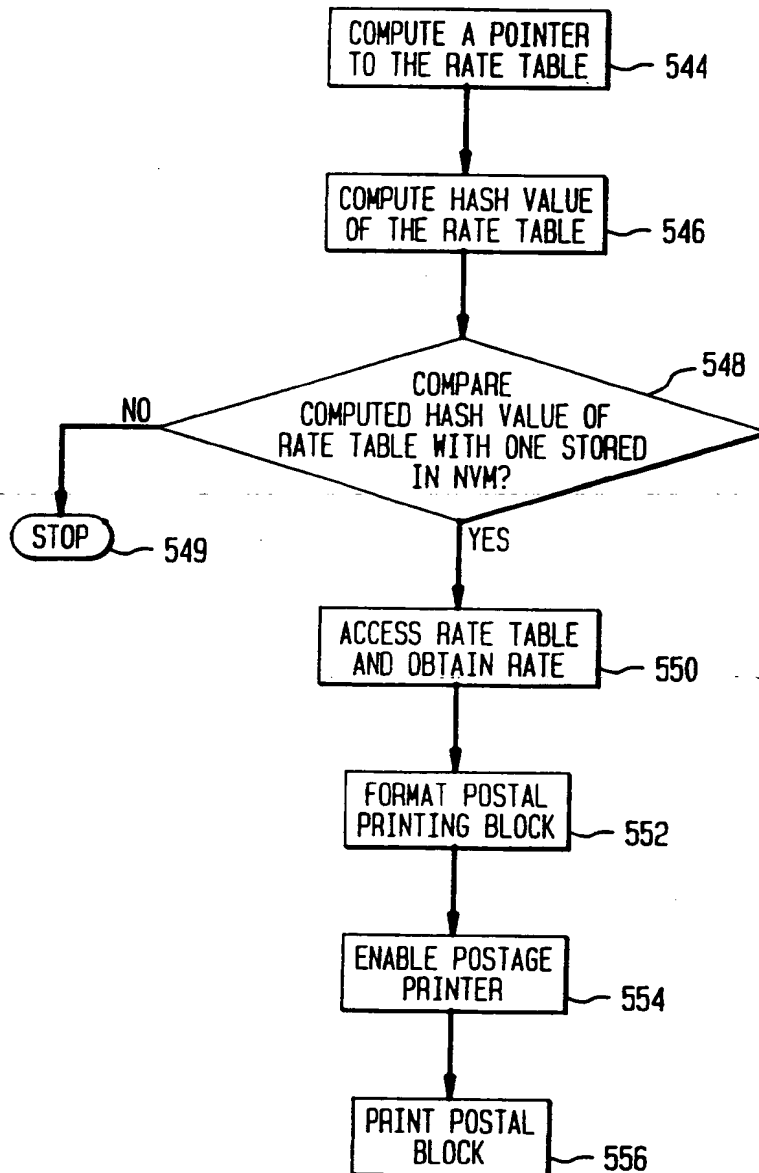 COMPUTE A POINTER
TO THE RATE TABLE
544
COMPUTE HASH VALUE
OF THE RATE TABLE
546
COMPARE
COMPUTED HASH VALUE OF
RATE TABLE WITH ONE STORED
IN NVM?
548
NO
STOP
549
YES
ACCESS RATE TABLE
AND OBTAIN RATE
550
FORMAT POSTAL
PRINTING BLOCK
552
ENABLE POSTAGE
PRINTER
554
PRINT POSTAL
BLOCK
556